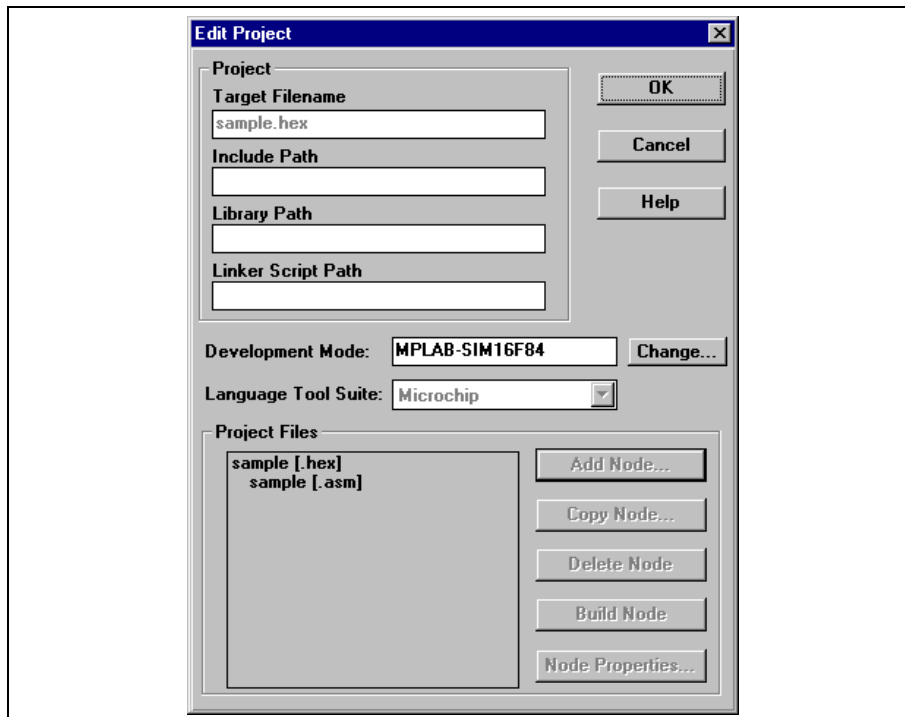 Edit Project
Project
Target Filename
sample.hex
Include Path
Library Path
Linker Script Path
OK
Cancel
Help
Development Mode: MPLAB-SIM16F84 Change...
Language Tool Suite: Microchip
Project Files
sample [.hex]
sample [.asm]
Add Node...
Copy Node...
Delete Node
Build Node
Node Properties...